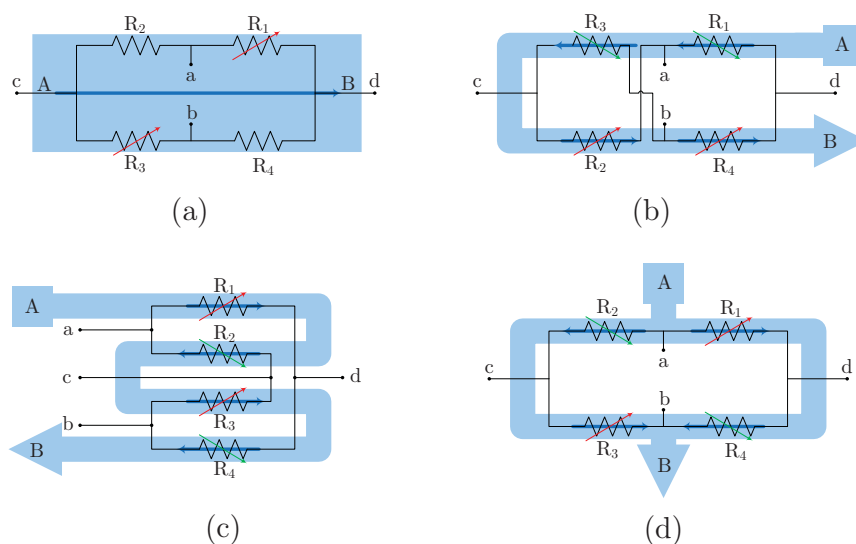 R2 R1
c A a B d
b
R3 R4
(a)
R3 R1
A
a
c d
b
B
R2 R4
(b)
A R1
a
R2
c d
b R3
B
R4
(c)
A
R2 R1
a
c d
b
R3 R4
B
(d)